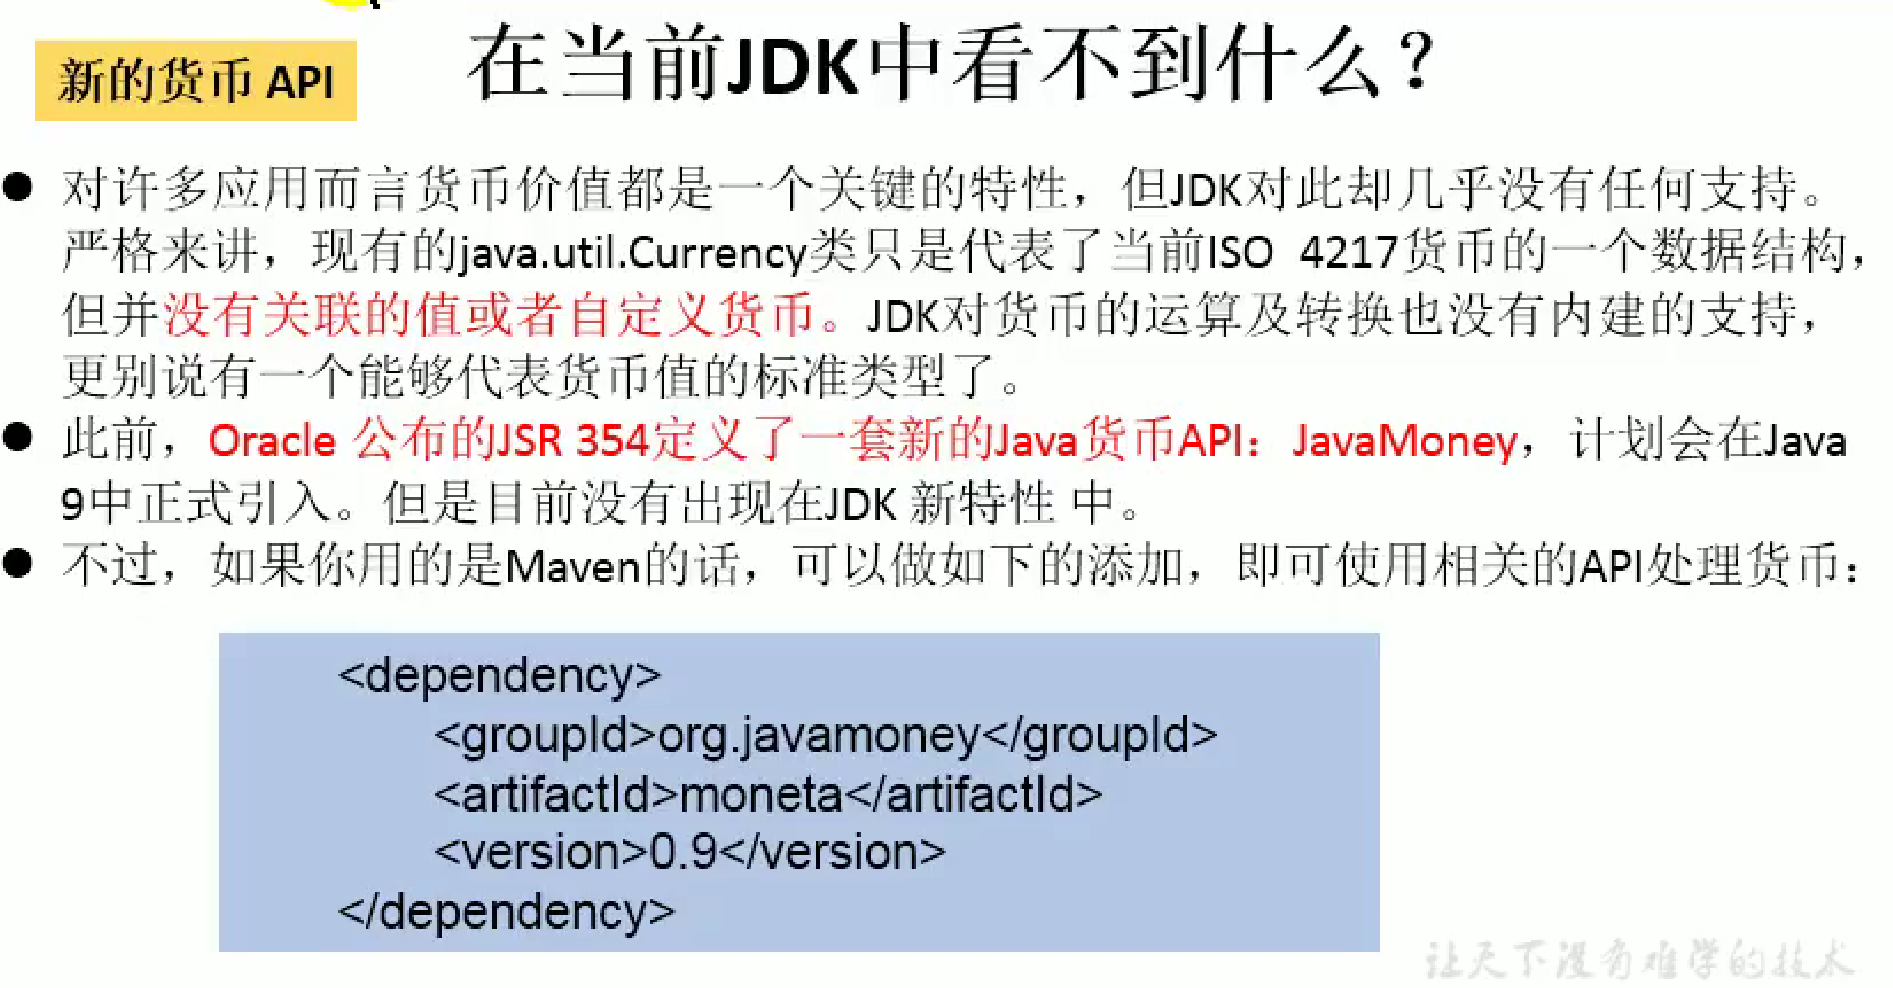 新的货币 API
在当前JDK中看不到什么？
● 对许多应用而言货币价值都是一个关键的特性，但JDK对此却几乎没有任何支持。
严格来讲，现有的java.util.Currency类只是代表了当前ISO 4217货币的一个数据结构，
但并没有关联的值或者自定义货币。JDK对货币的运算及转换也没有内建的支持，
更别说有一个能够代表货币值的标准类型了。
● 此前，Oracle 公布的JSR 354定义了一套新的Java货币API：JavaMoney，计划会在Java
9中正式引入。但是目前没有出现在JDK 新特性 中。
● 不过，如果你用的是Maven的话，可以做如下的添加，即可使用相关的API处理货币：
<dependency>
<groupId>org.javamoney</groupId>
<artifactId>moneta</artifactId>
<version>0.9</version>
</dependency>
让天下没有难学的技术